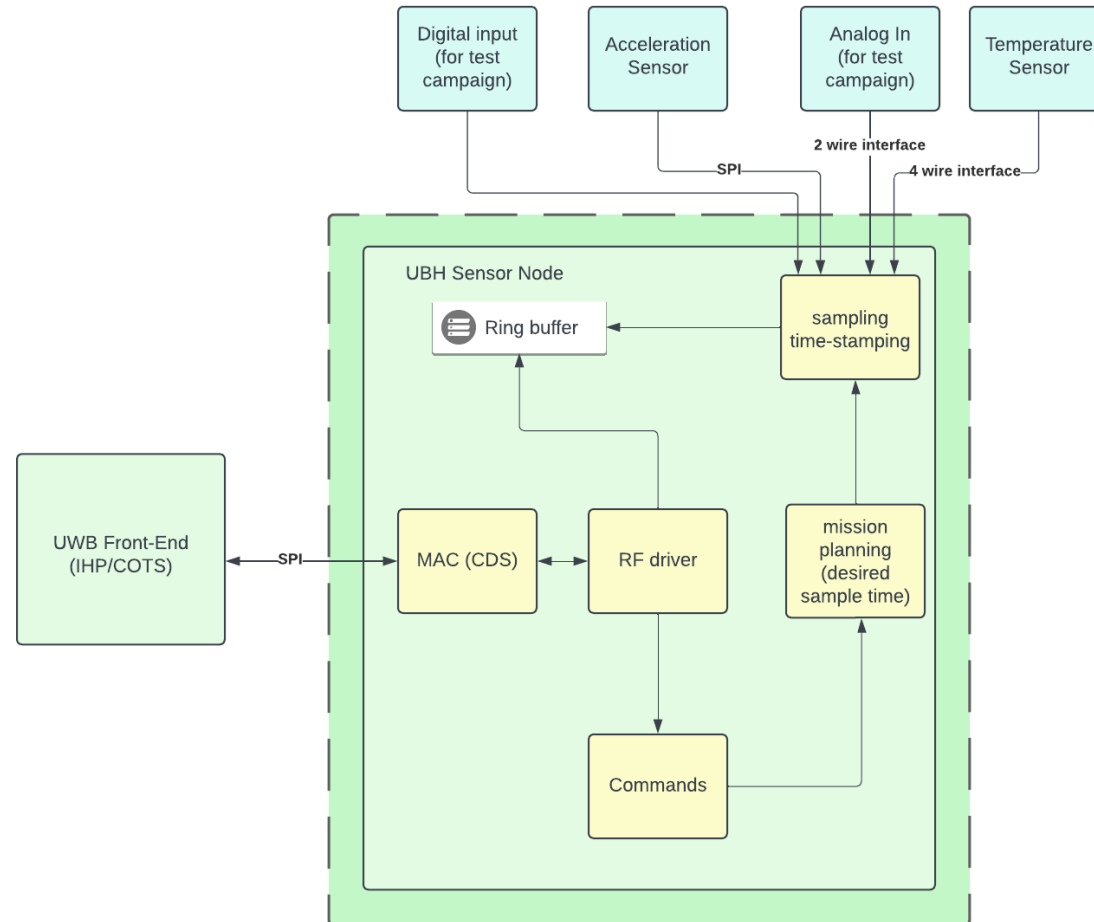 Digital input
(for test
campaign)
Acceleration
Sensor
Analog In
(for test
campaign)
Temperature
Sensor
2 wire interface
SPI
4 wire interface
UBH Sensor Node
Ring buffer
sampling
time-stamping
UWB Front-End
(IHP/COTS)
SPI
MAC (CDS)
RF driver
mission
planning
(desired
sample time)
Commands